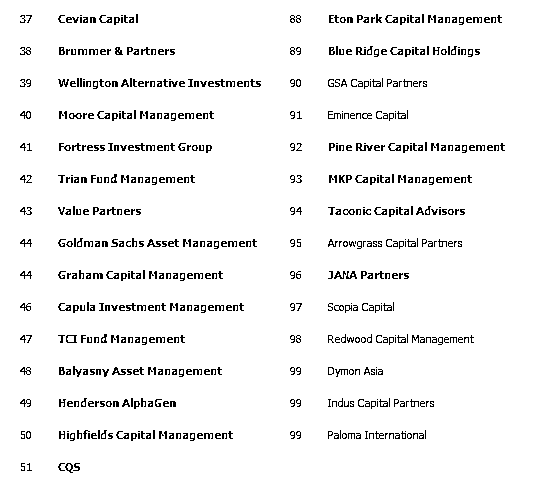 37 Cevian Capital
38 Brummer & Partners
39 Wellington Alternative Investments
40 Moore Capital Management
41 Fortress Investment Group
42 Trian Fund Management
43 Value Partners
44 Goldman Sachs Asset Management
44 Graham Capital Management
46 Capula Investment Management
47 TCI Fund Management
48 Balyasny Asset Management
49 Henderson AlphaGen
50 Highfields Capital Management
51 CQS
88 Eton Park Capital Management
89 Blue Ridge Capital Holdings
90 GSA Capital Partners
91 Eminence Capital
92 Pine River Capital Management
93 MKP Capital Management
94 Taconic Capital Advisors
95 Arrowgrass Capital Partners
96 JANA Partners
97 Scopia Capital
98 Redwood Capital Management
99 Dymon Asia
99 Indus Capital Partners
99 Paloma International